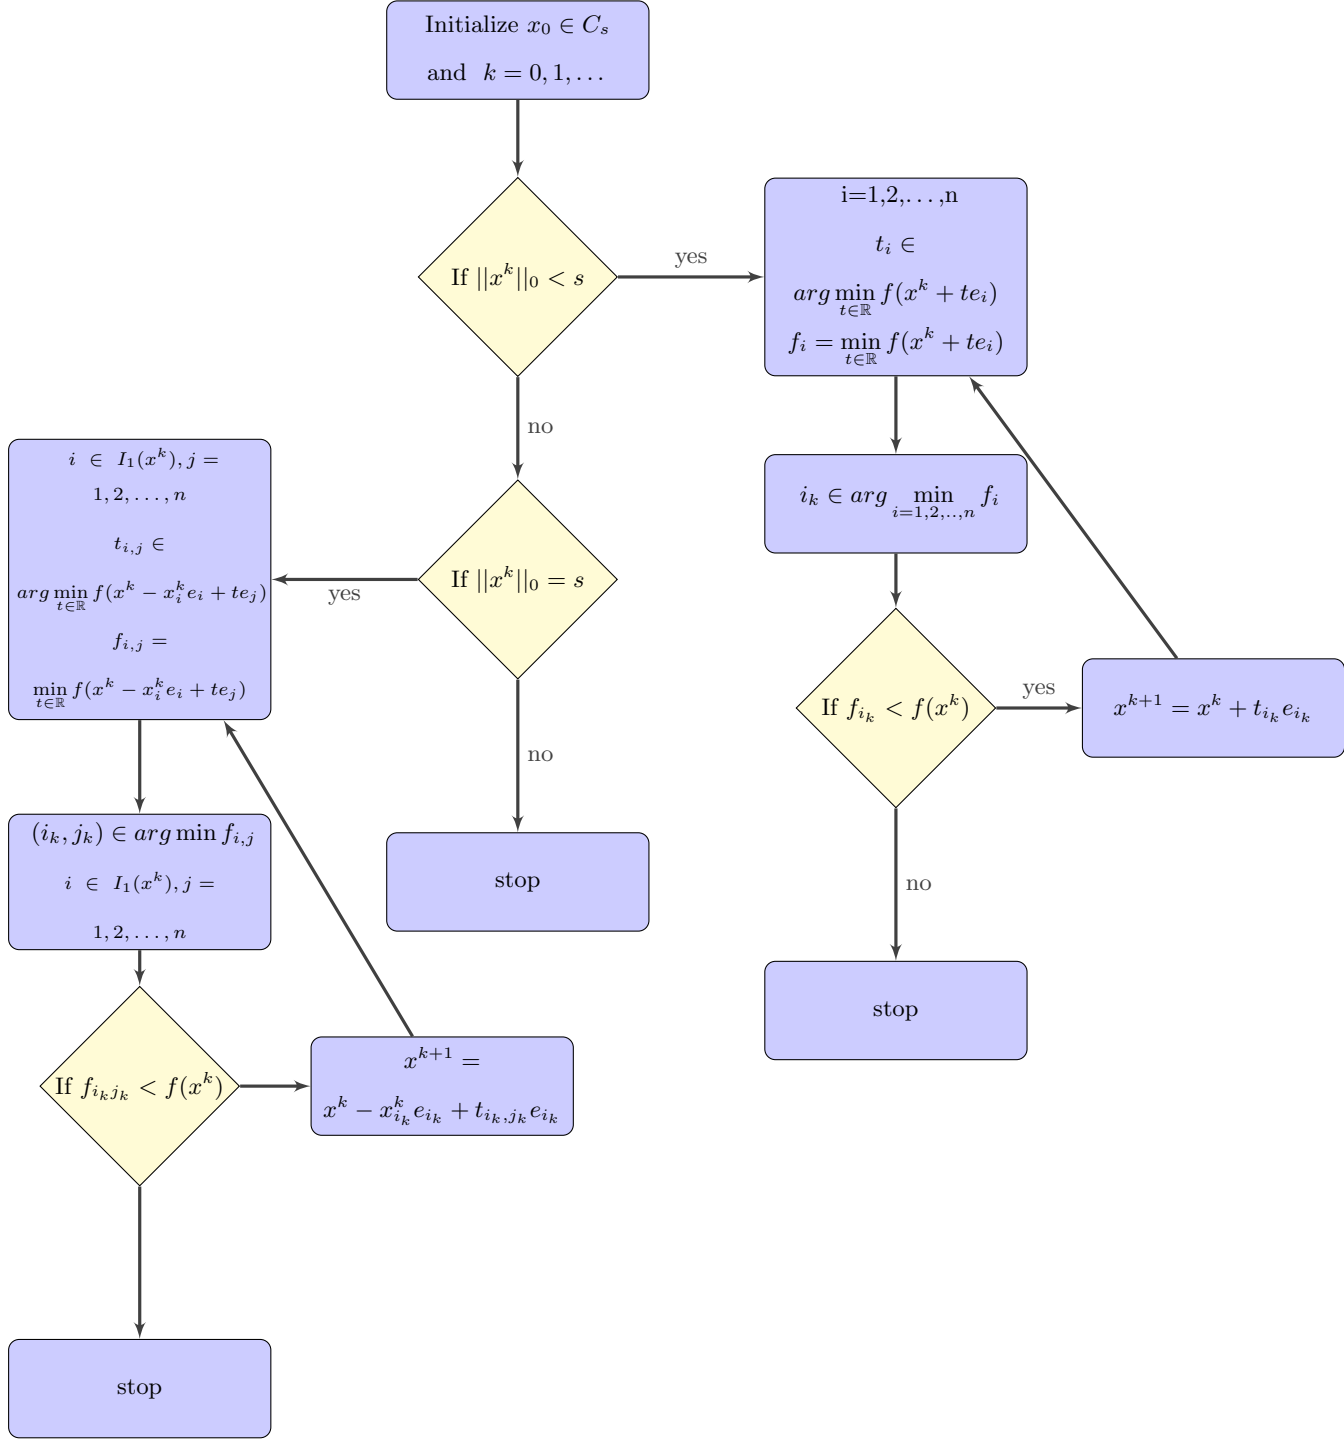 Initialize $x_0 \in C_s$
and $k = 0, 1, \ldots$
If $||x^k||_0 < s$
yes
i=1,2,…,n
$t_i \in$
$arg \min_{t \in \mathbb{R}} f(x^k + te_i)$
$f_i = \min_{t \in \mathbb{R}} f(x^k + te_i)$
no
$i \in I_1(x^k), j =$
$1, 2, \ldots, n$
$t_{i,j} \in$
$arg \min_{t \in \mathbb{R}} f(x^k - x_i^k e_i + te_j)$
$f_{i,j} =$
$\min_{t \in \mathbb{R}} f(x^k - x_i^k e_i + te_j)$
yes
If $||x^k||_0 = s$
$i_k \in arg \min_{i=1,2,..,n} f_i$
If $f_{i_k} < f(x^k)$
yes
$x^{k+1} = x^k + t_{i_k} e_{i_k}$
no
stop
no
stop
$(i_k, j_k) \in arg \min f_{i,j}$
$i \in I_1(x^k), j =$
$1, 2, \ldots, n$
If $f_{i_k j_k} < f(x^k)$
$x^{k+1} =$
$x^k - x_{i_k}^k e_{i_k} + t_{i_k,j_k} e_{i_k}$
stop